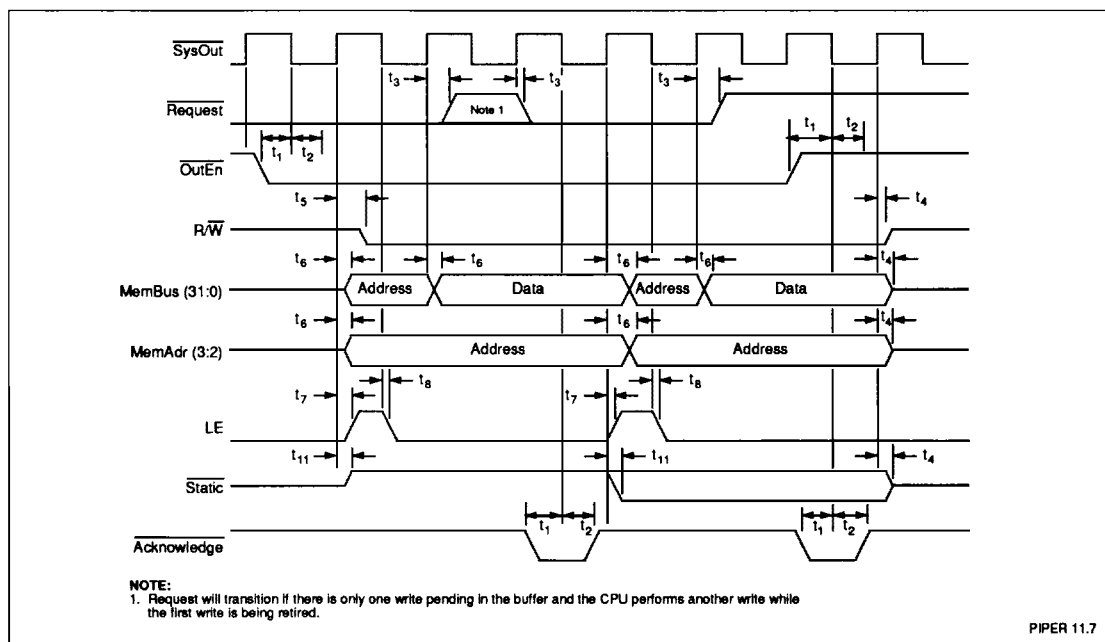 SysOut
t3 t3 t3
Request Note 1
t1 t2 t1 t2
OutEn
t5 t4
R/W
t6 t6 t6 t6 t4
MemBus (31:0) Address Data Address Data
t6 t6 t4
MemAdr (3:2) Address Address
t8 t8
t7 t7
LE
t11 t11 t4
Static
t1 t2 t1 t2
Acknowledge
NOTE:
1. Request will transition if there is only one write pending in the buffer and the CPU performs another write while
the first write is being retired.
PIPER 11.7